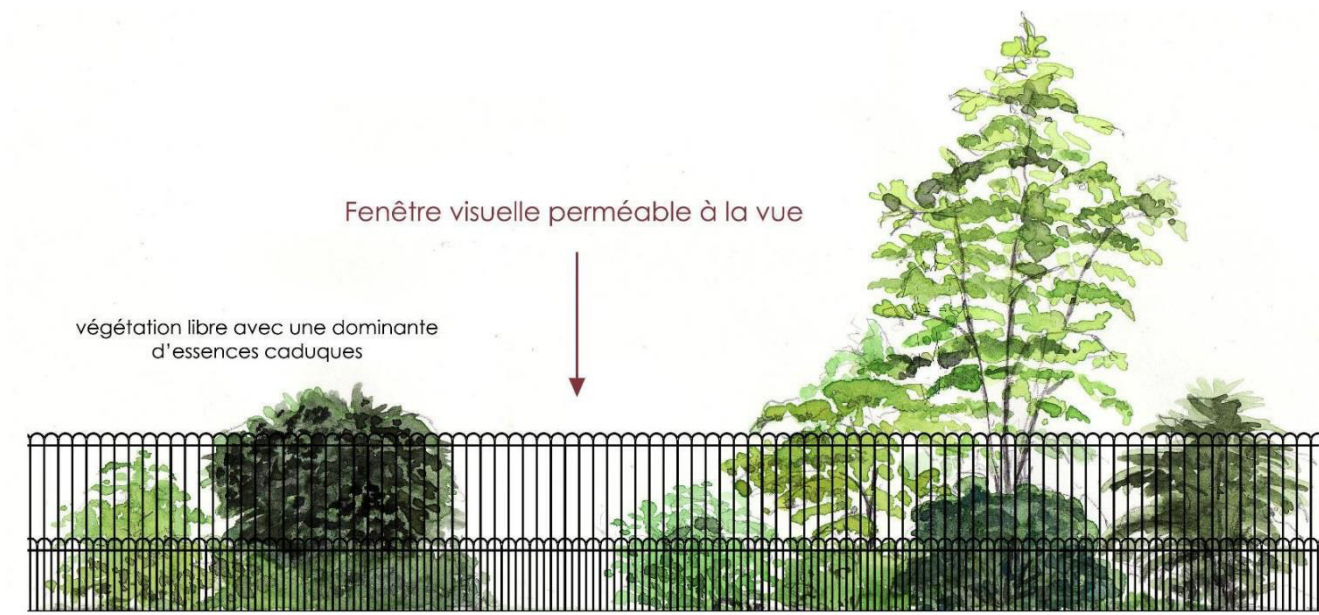 Fenêtre visuelle perméable à la vue
végétation libre avec une dominante
d'essences caduques